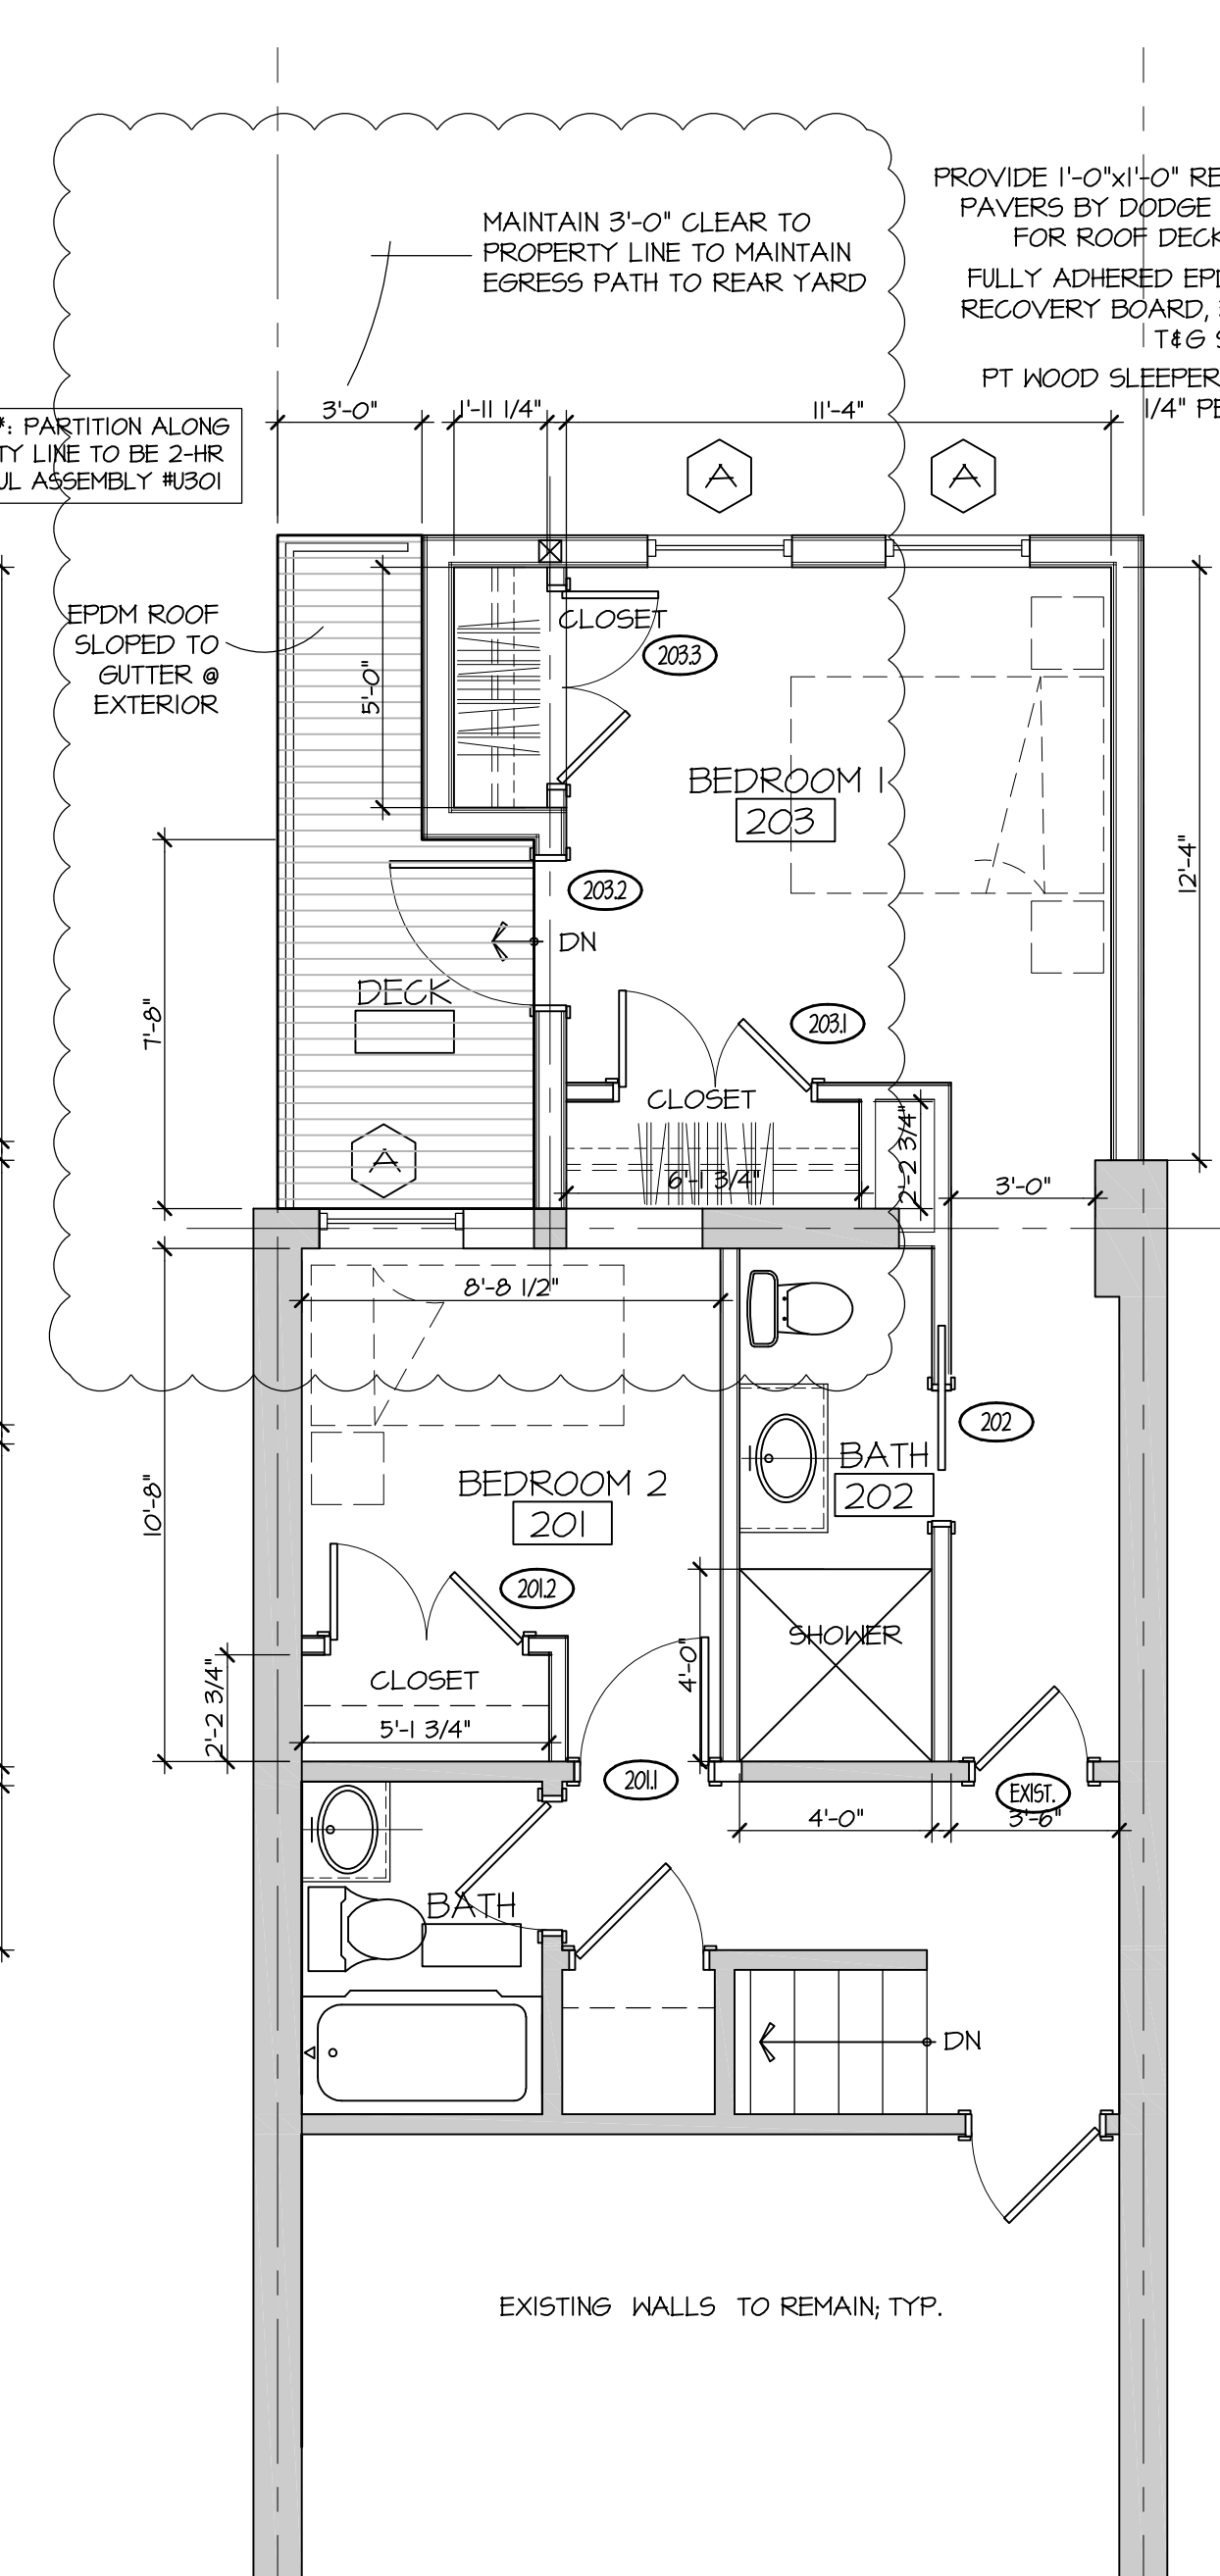 PROVIDE 1'-0"x1'-0" RE
PAVERS BY DODGE
FOR ROOF DECK
FULLY ADHERED EPD
RECOVERY BOARD,
T&G S
PT WOOD SLEEPER
1/4" PE
MAINTAIN 3'-0" CLEAR TO
PROPERTY LINE TO MAINTAIN
EGRESS PATH TO REAR YARD
*: PARTITION ALONG
TY LINE TO BE 2-HR
UL ASSEMBLY #U301
3'-0"
1'-11 1/4"
11'-4"
A
A
EPDM ROOF
SLOPED TO
GUTTER @
EXTERIOR
5'-0"
CLOSET
203.3
BEDROOM 1
203
12'-4"
203.2
DN
DECK
7'-8"
203.1
CLOSET
6'-1 3/4"
2'-2 3/4"
3'-0"
A
8'-8 1/2"
202
BATH
202
BEDROOM 2
201
10'-8"
201.2
SHOWER
4'-0"
CLOSET
5'-1 3/4"
2'-2 3/4"
201.1
EXIST.
4'-0"
3'-6"
BATH
DN
EXISTING WALLS TO REMAIN; TYP.